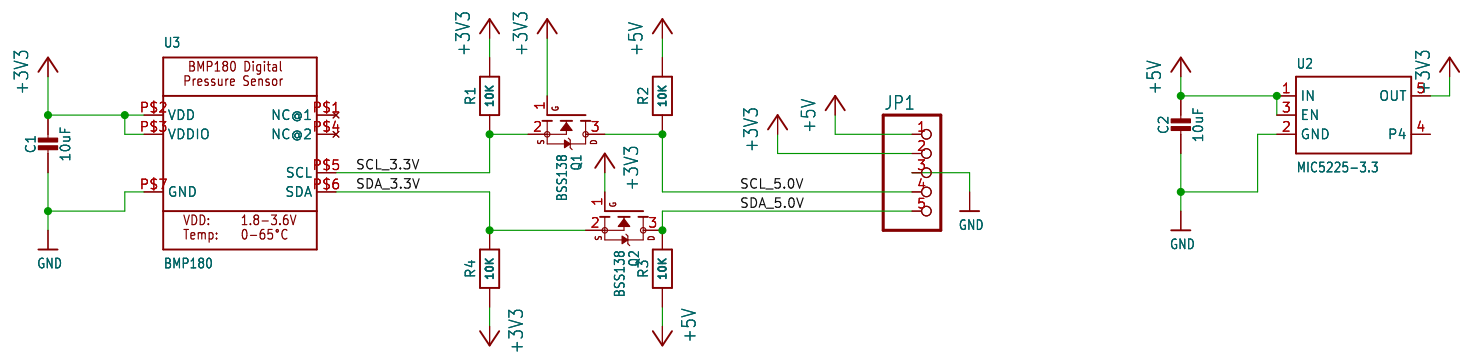 +3V3
U3
BMP180 Digital
Pressure Sensor
P$2
VDD
P$3
VDDIO
P$7
GND
NC@1
P$1
NC@2
P$4
SCL
P$5
SDA
P$6
VDD: 1.8-3.6V
Temp: 0-65°C
BMP180
C1
10uF
GND
SCL_3.3V
SDA_3.3V
+3V3
R1
10K
+3V3
1
G
2
S
3
D
BSS138
Q1
+5V
R2
10K
+3V3
1
G
2
S
3
D
BSS138
Q2
R4
10K
+3V3
R3
10K
+5V
SCL_5.0V
SDA_5.0V
+3V3
+5V
JP1
1
2
3
4
5
GND
+5V
C2
10uF
GND
U2
1
IN
3
EN
2
GND
OUT
5
P4
4
MIC5225-3.3
+3V3